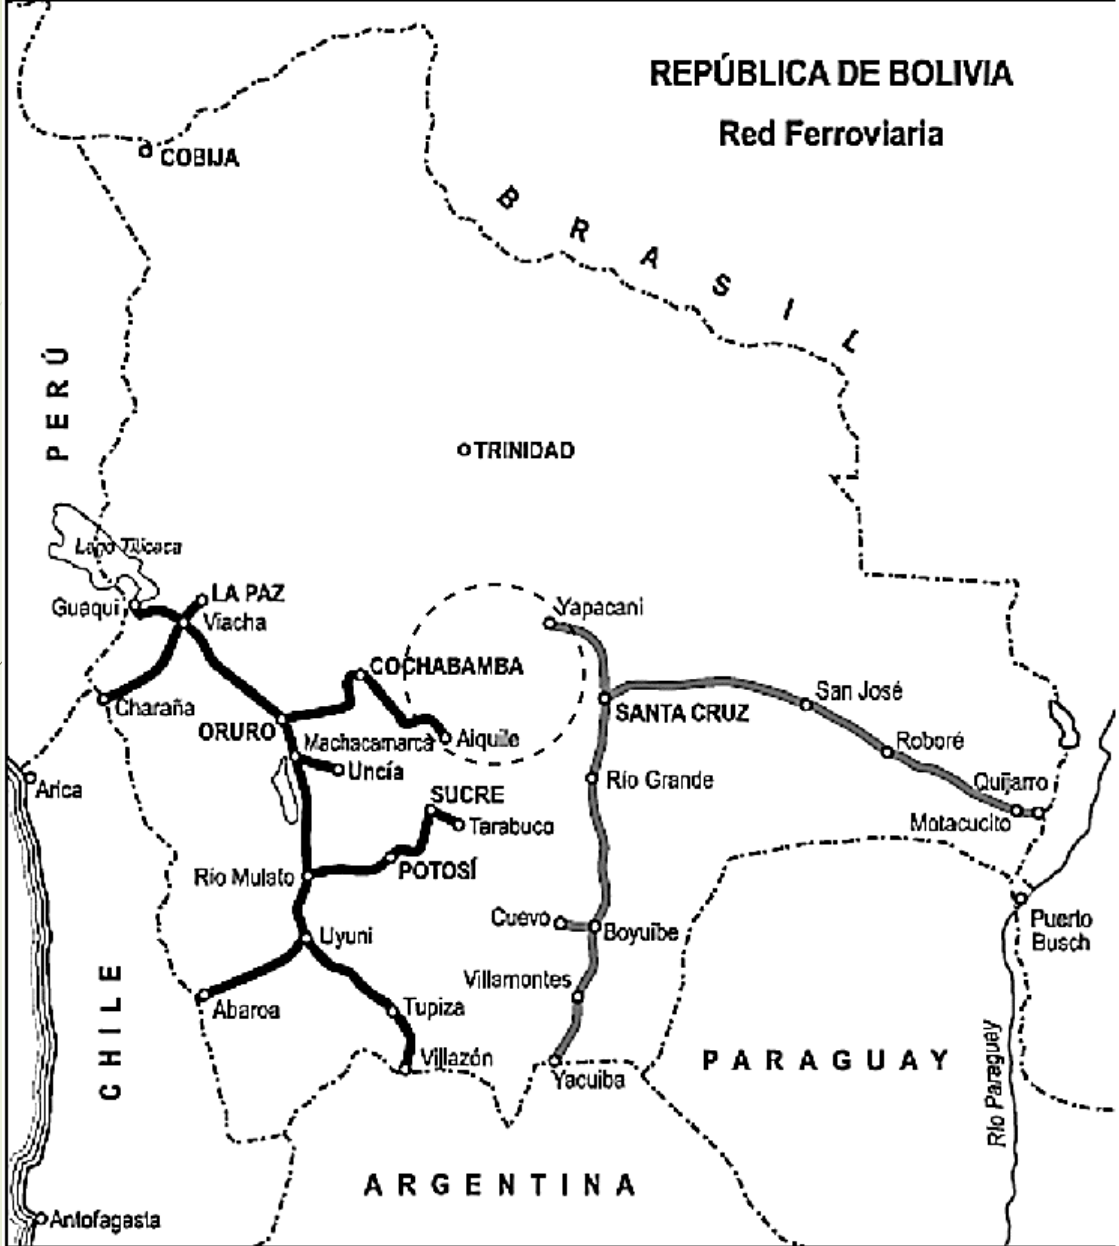 REPÚBLICA DE BOLIVIA
Red Ferroviaria
COBIJA
BRASIL
PERÚ
TRINIDAD
Lago Titicaca
Guaqui
LA PAZ
Viacha
Yapacani
COCHABAMBA
Charaña
SANTA CRUZ
San José
ORURO
Machacamarca
Aiquile
Roboré
Uncía
Río Grande
Quijarro
Arica
SUCRE
Tarabuco
Motacucito
Río Mulato
POTOSÍ
Cuevo
Boyuibe
Puerto
Busch
Uyuni
Villamontes
CHILE
Abaroa
Tupiza
Villazón
Yacuiba
PARAGUAY
Río Paraguay
ARGENTINA
Antofagasta